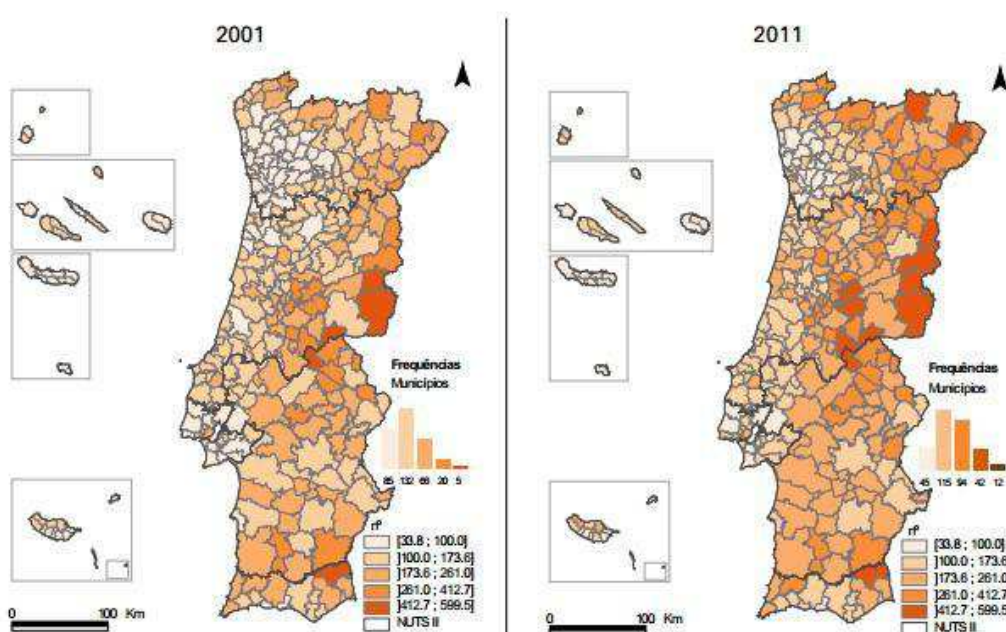 2001
Frequências
Municípios
85 132 66 20 5
nº
[33.8 ; 100.0]
]100.0 ; 173.6]
]173.6 ; 261.0]
]261.0 ; 412.7]
]412.7 ; 599.5]
NUTS II
0 100 Km
2011
Frequências
Municípios
45 115 94 42 12
nº
[33.8 ; 100.0]
]100.0 ; 173.6
]173.6 ; 261.0
]261.0 ; 412.7
]412.7 ; 599.5
NUTS II
0 100 Km